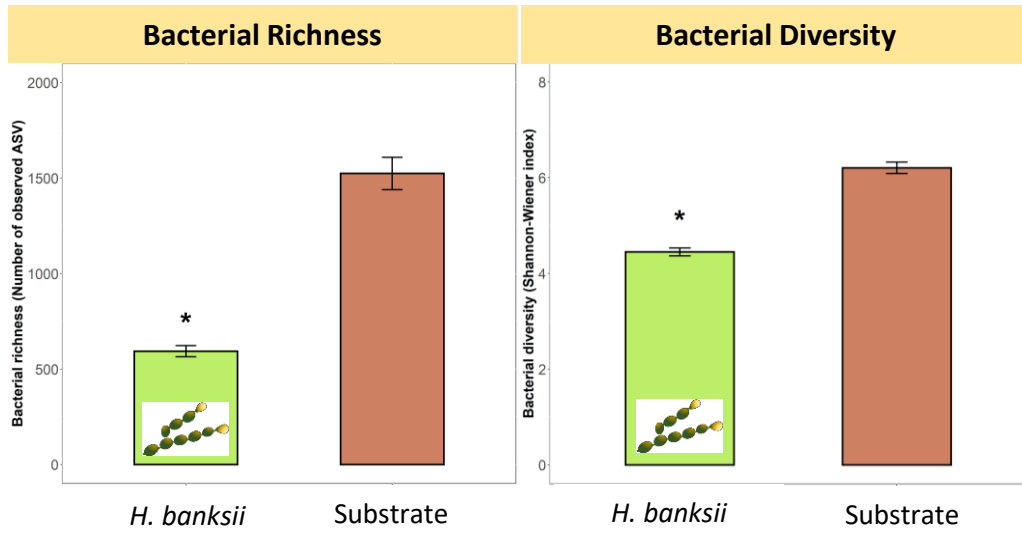 Bacterial Richness
Bacterial Diversity
Bacterial richness (Number of observed ASV)
2000
1500
1000
500
0
*
H. banksii
Substrate
Bacterial diversity (Shannon-Wiener index)
8
6
4
2
0
*
H. banksii
Substrate